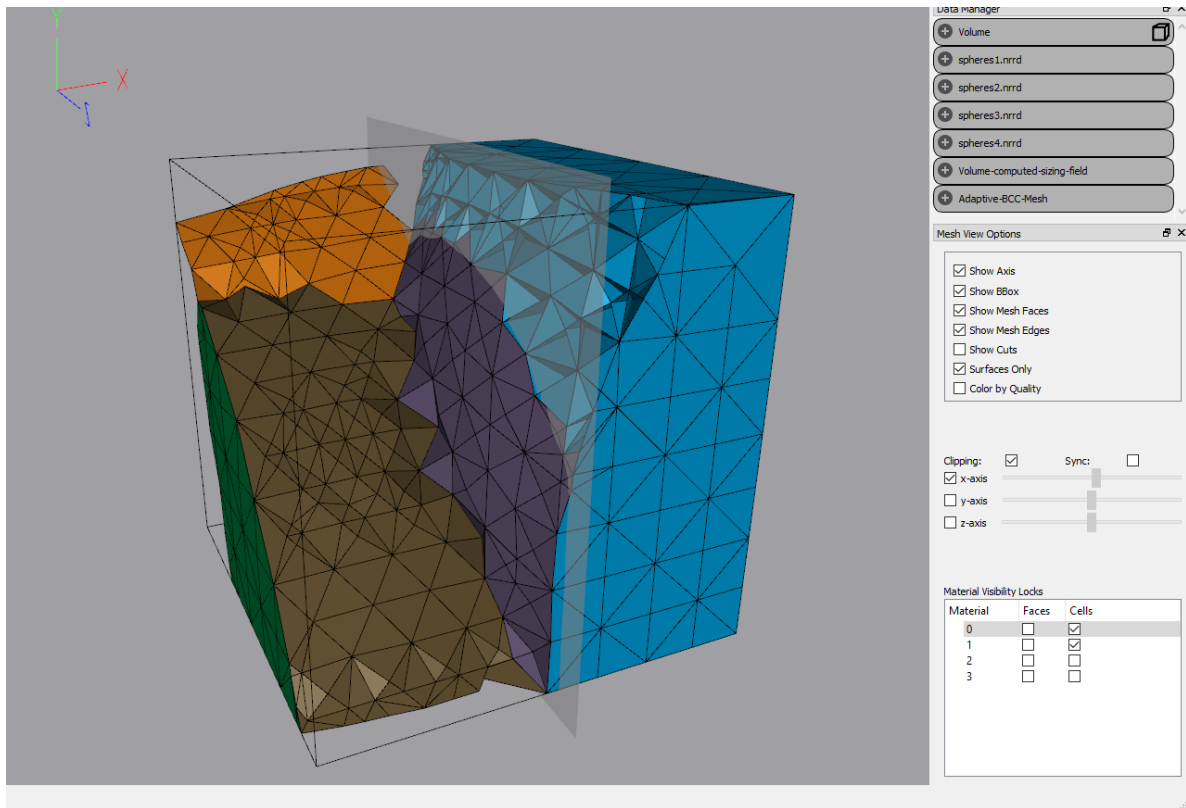 Data Manager
Y
X
Z
Volume
spheres1.nrrd
spheres2.nrrd
spheres3.nrrd
spheres4.nrrd
Volume-computed-sizing-field
Adaptive-BCC-Mesh
Mesh View Options
Show Axis
Show BBox
Show Mesh Faces
Show Mesh Edges
Show Cuts
Surfaces Only
Color by Quality
Clipping: Sync:
x-axis
y-axis
z-axis
Material Visibility Locks
Material Faces Cells
0
1
2
3